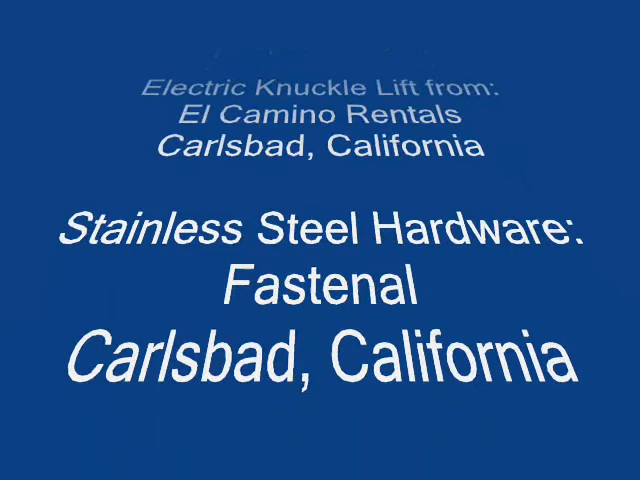 Electric Knuckle Lift from:
El Camino Rentals
Carlsbad, California
Stainless Steel Hardware:
Fastenal
Carlsbad, California